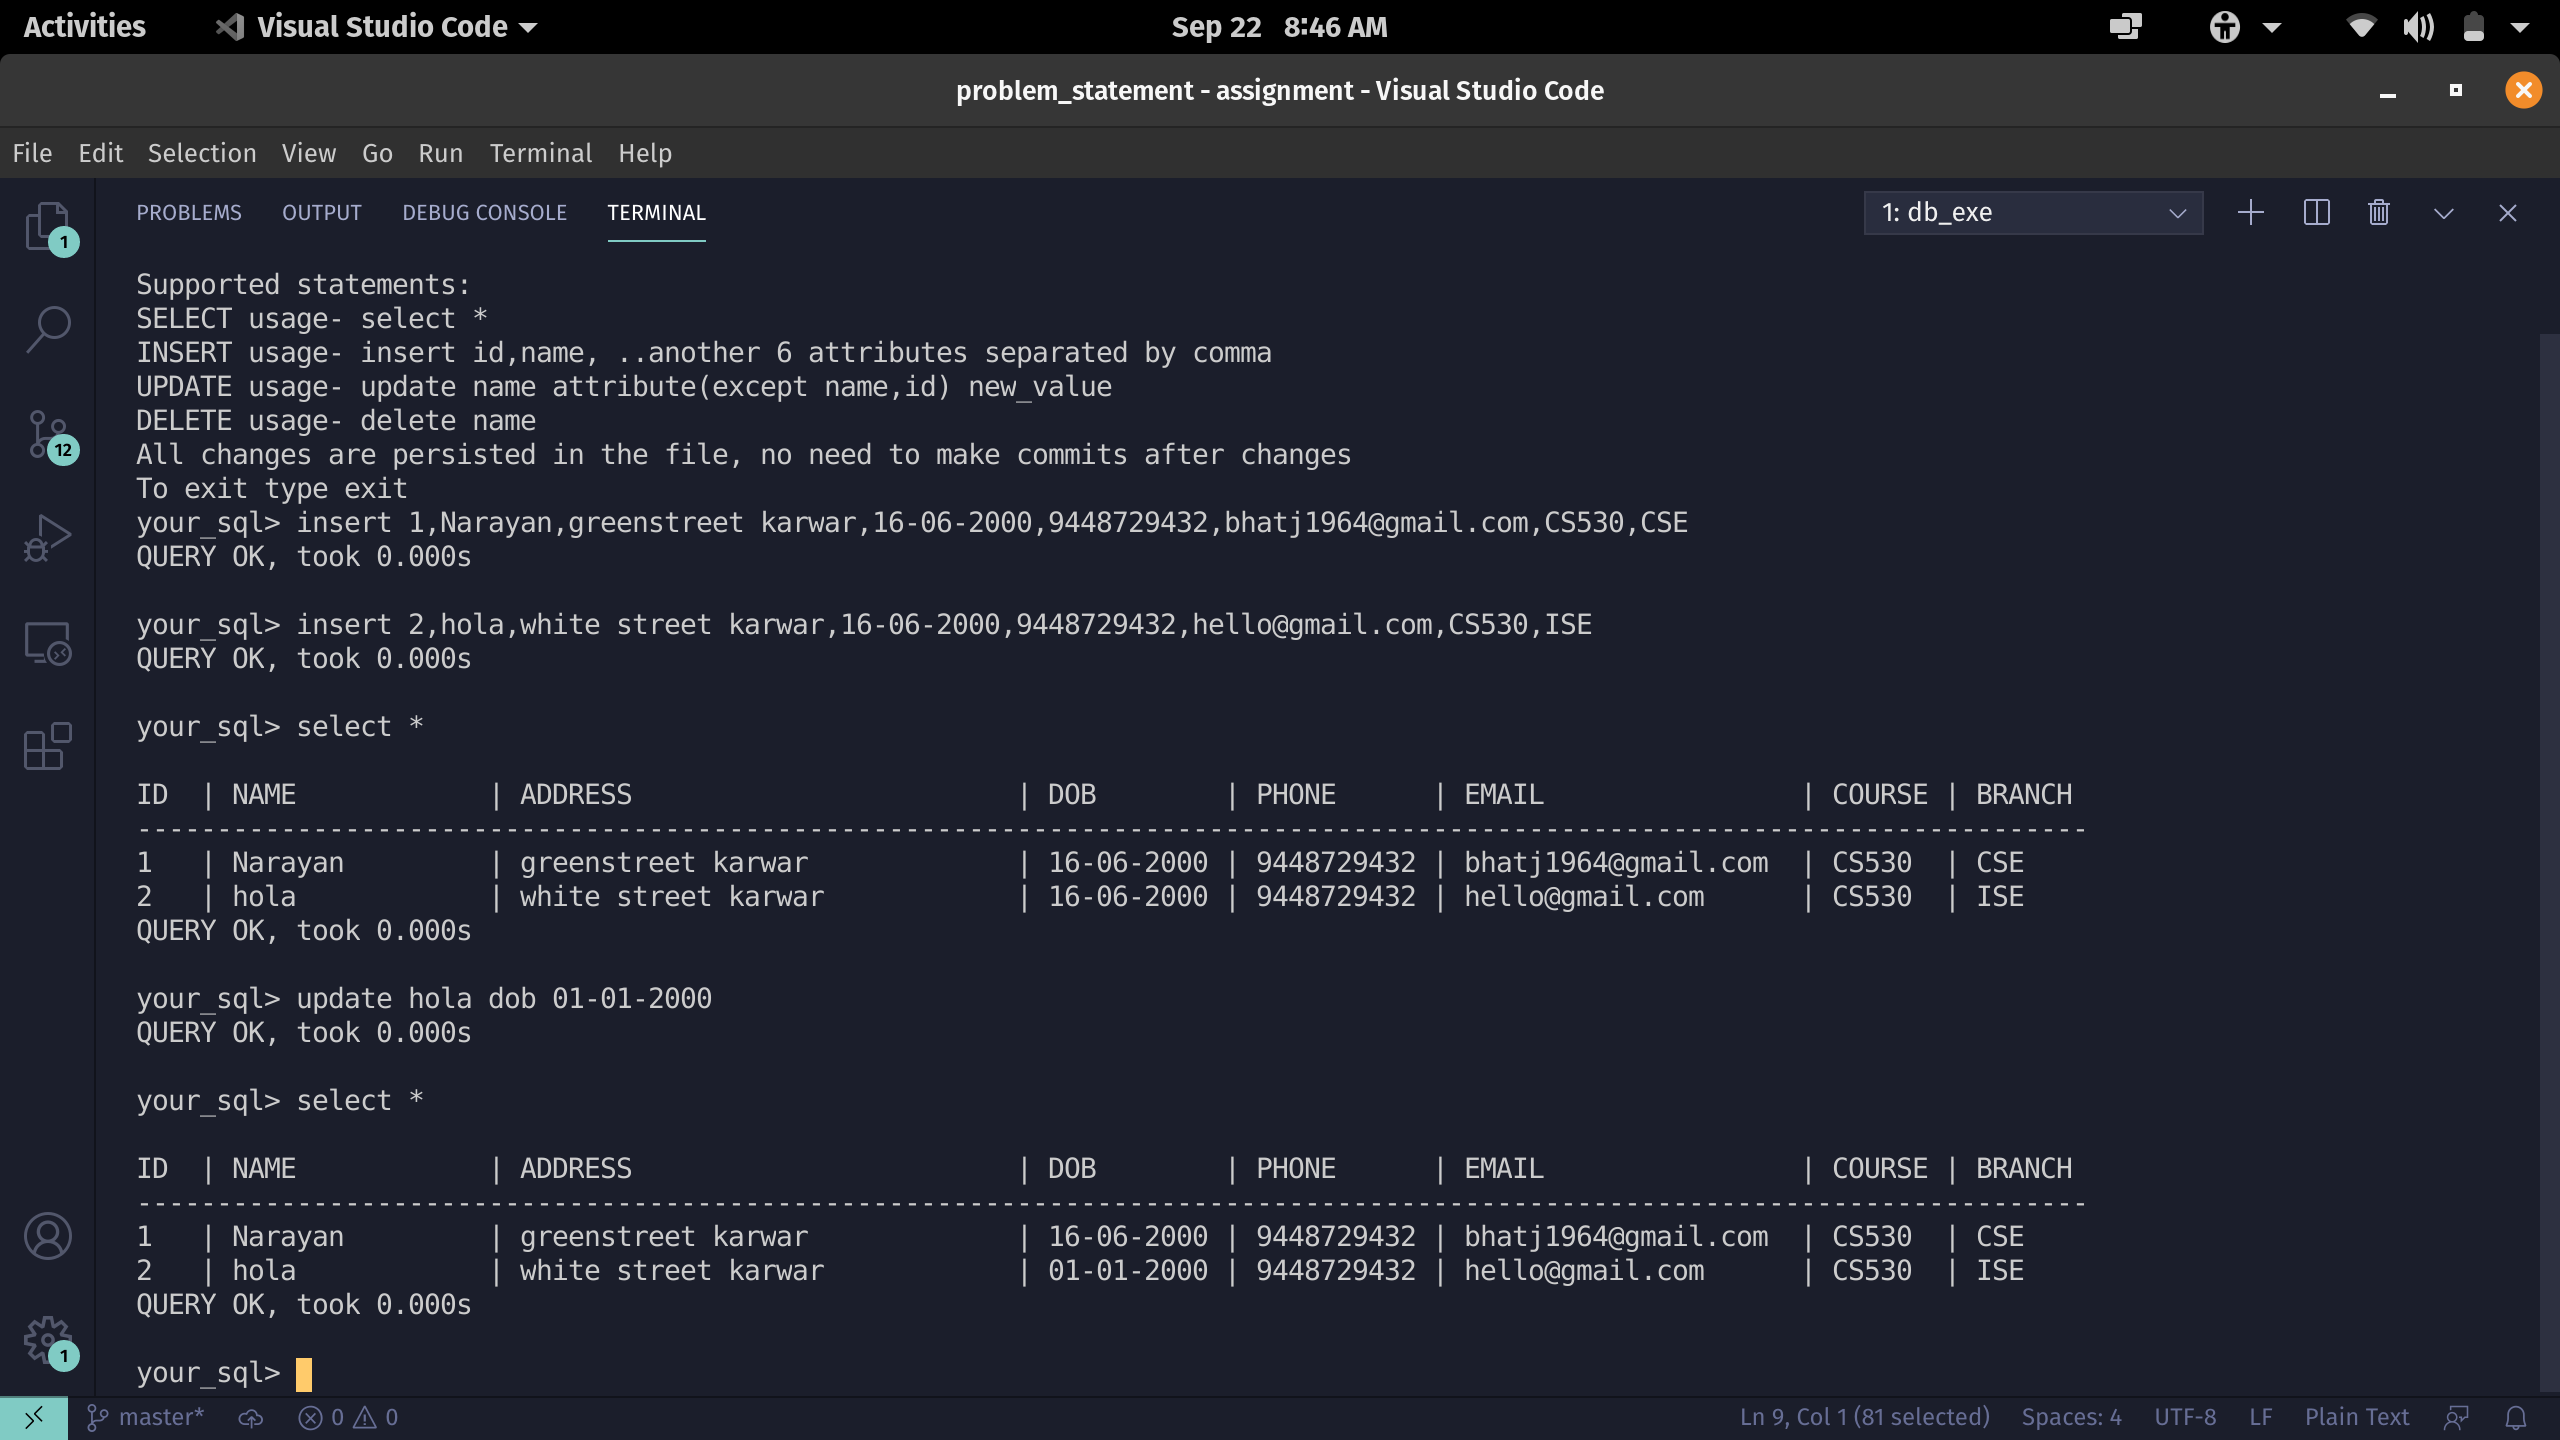 Activities Visual Studio Code Sep 22 8:46 AM
problem_statement - assignment - Visual Studio Code
File Edit Selection View Go Run Terminal Help
PROBLEMS OUTPUT DEBUG CONSOLE TERMINAL 1: db_exe
1
12
1
Supported statements:
SELECT usage- select *
INSERT usage- insert id,name, ..another 6 attributes separated by comma
UPDATE usage- update name attribute(except name,id) new_value
DELETE usage- delete name
All changes are persisted in the file, no need to make commits after changes
To exit type exit
your_sql> insert 1,Narayan,greenstreet karwar,16-06-2000,9448729432,bhatj1964@gmail.com,CS530,CSE
QUERY OK, took 0.000s
your_sql> insert 2,hola,white street karwar,16-06-2000,9448729432,hello@gmail.com,CS530,ISE
QUERY OK, took 0.000s
your_sql> select *
ID | NAME | ADDRESS | DOB | PHONE | EMAIL | COURSE | BRANCH
--------------------------------------------------------------------------------------------------------------------------
1 | Narayan | greenstreet karwar | 16-06-2000 | 9448729432 | bhatj1964@gmail.com | CS530 | CSE
2 | hola | white street karwar | 16-06-2000 | 9448729432 | hello@gmail.com | CS530 | ISE
QUERY OK, took 0.000s
your_sql> update hola dob 01-01-2000
QUERY OK, took 0.000s
your_sql> select *
ID | NAME | ADDRESS | DOB | PHONE | EMAIL | COURSE | BRANCH
--------------------------------------------------------------------------------------------------------------------------
1 | Narayan | greenstreet karwar | 16-06-2000 | 9448729432 | bhatj1964@gmail.com | CS530 | CSE
2 | hola | white street karwar | 01-01-2000 | 9448729432 | hello@gmail.com | CS530 | ISE
QUERY OK, took 0.000s
your_sql>
master* 0 0 Ln 9, Col 1 (81 selected) Spaces: 4 UTF-8 LF Plain Text